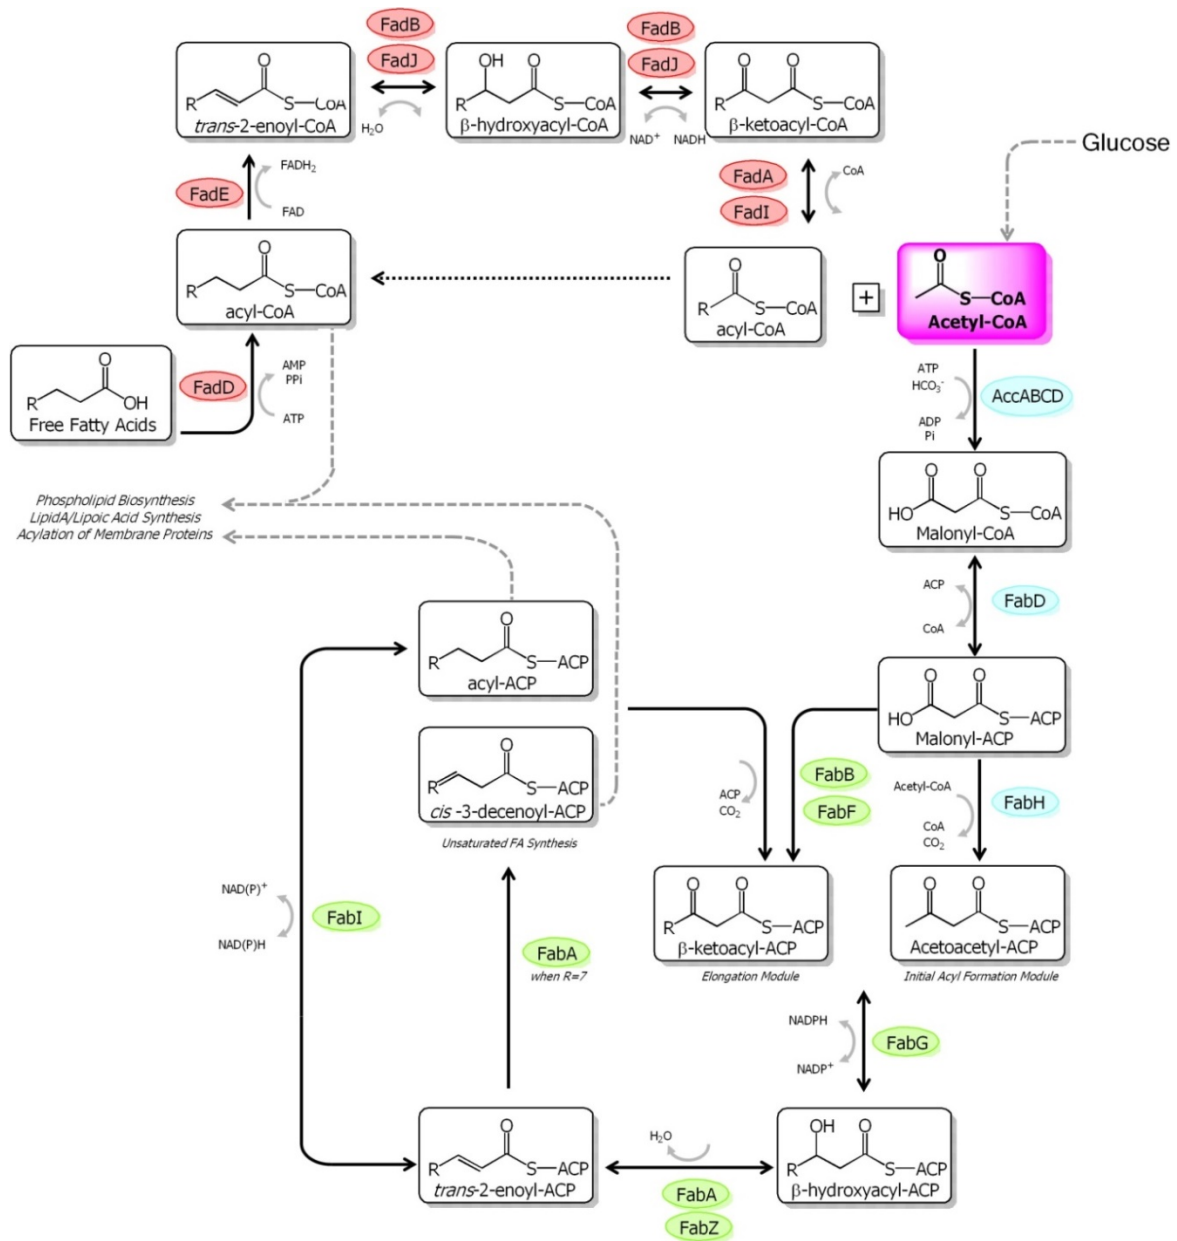 FadB
FadJ
FadB
FadJ
R
O
S—CoA
trans-2-enoyl-CoA
H₂O
OH
O
R
S—CoA
β-hydroxyacyl-CoA
NAD⁺
NADH
O
O
R
S—CoA
β-ketoacyl-CoA
Glucose
FadE
FADH₂
FAD
FadA
FadI
CoA
O
R
S—CoA
acyl-CoA
O
R
S—CoA
acyl-CoA
+
O
S—CoA
Acetyl-CoA
O
R
OH
Free Fatty Acids
FadD
AMP
PPi
ATP
ATP
HCO₃⁻
ADP
Pi
AccABCD
Phospholipid Biosynthesis
LipidA/Lipoic Acid Synthesis
Acylation of Membrane Proteins
O
O
HO
S—CoA
Malonyl-CoA
ACP
CoA
FabD
O
R
S—ACP
acyl-ACP
O
O
HO
S—ACP
Malonyl-ACP
O
R
S—ACP
cis -3-decenoyl-ACP
Unsaturated FA Synthesis
ACP
CO₂
FabB
FabF
Acetyl-CoA
CoA
CO₂
FabH
NAD(P)⁺
NAD(P)H
FabI
FabA
when R=7
O
O
R
S—ACP
β-ketoacyl-ACP
Elongation Module
O
O
S—ACP
Acetoacetyl-ACP
Initial Acyl Formation Module
NADPH
NADP⁺
FabG
O
R
S—ACP
trans-2-enoyl-ACP
H₂O
FabA
FabZ
OH
O
R
S—ACP
β-hydroxyacyl-ACP